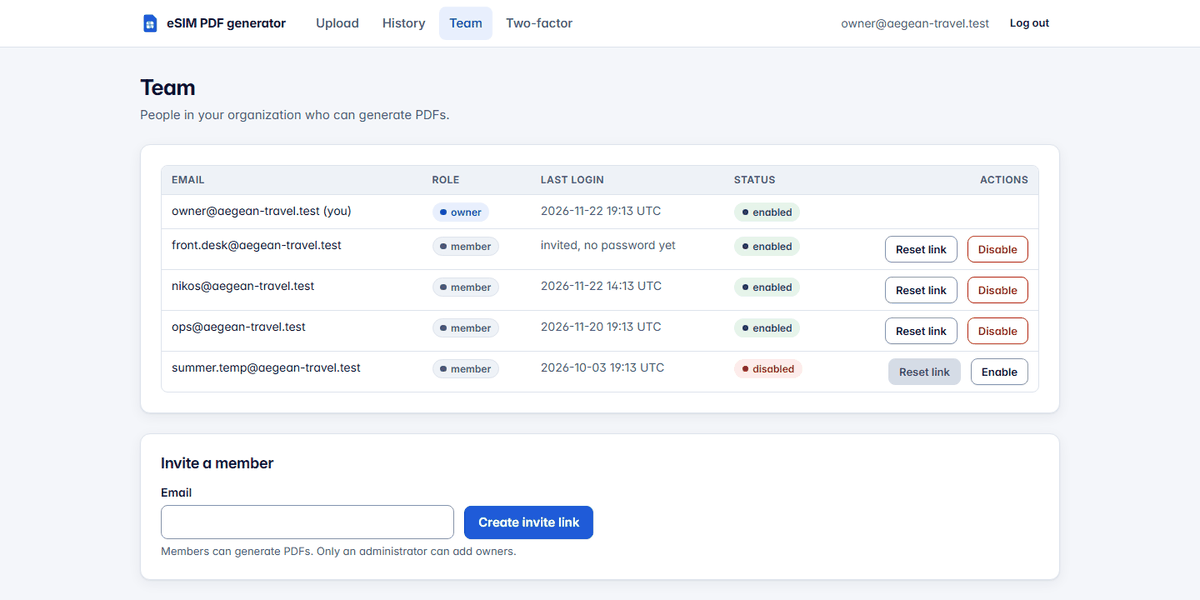 eSIM PDF generator Upload History Team Two-factor owner@aegean-travel.test Log out
Team
People in your organization who can generate PDFs.
EMAIL ROLE LAST LOGIN STATUS ACTIONS
owner@aegean-travel.test (you) owner 2026-11-22 19:13 UTC enabled
front.desk@aegean-travel.test member invited, no password yet enabled Reset link Disable
nikos@aegean-travel.test member 2026-11-22 14:13 UTC enabled Reset link Disable
ops@aegean-travel.test member 2026-11-20 19:13 UTC enabled Reset link Disable
summer.temp@aegean-travel.test member 2026-10-03 19:13 UTC disabled Reset link Enable
Invite a member
Email
Create invite link
Members can generate PDFs. Only an administrator can add owners.